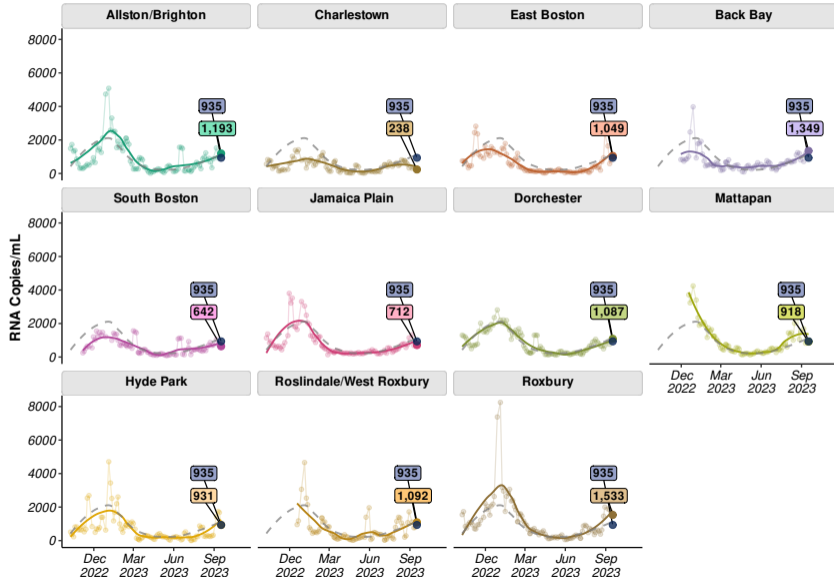 Allston/Brighton
Charlestown
East Boston
Back Bay
8000
6000
4000
2000
0
935
1,193
935
238
935
1,049
935
1,349
South Boston
Jamaica Plain
Dorchester
Mattapan
RNA Copies/mL
8000
6000
4000
2000
0
935
642
935
712
935
1,087
935
918
Dec
2022
Mar
2023
Jun
2023
Sep
2023
Hyde Park
Roslindale/West Roxbury
Roxbury
8000
6000
4000
2000
0
935
931
935
1,092
935
1,533
Dec
2022
Mar
2023
Jun
2023
Sep
2023
Dec
2022
Mar
2023
Jun
2023
Sep
2023
Dec
2022
Mar
2023
Jun
2023
Sep
2023